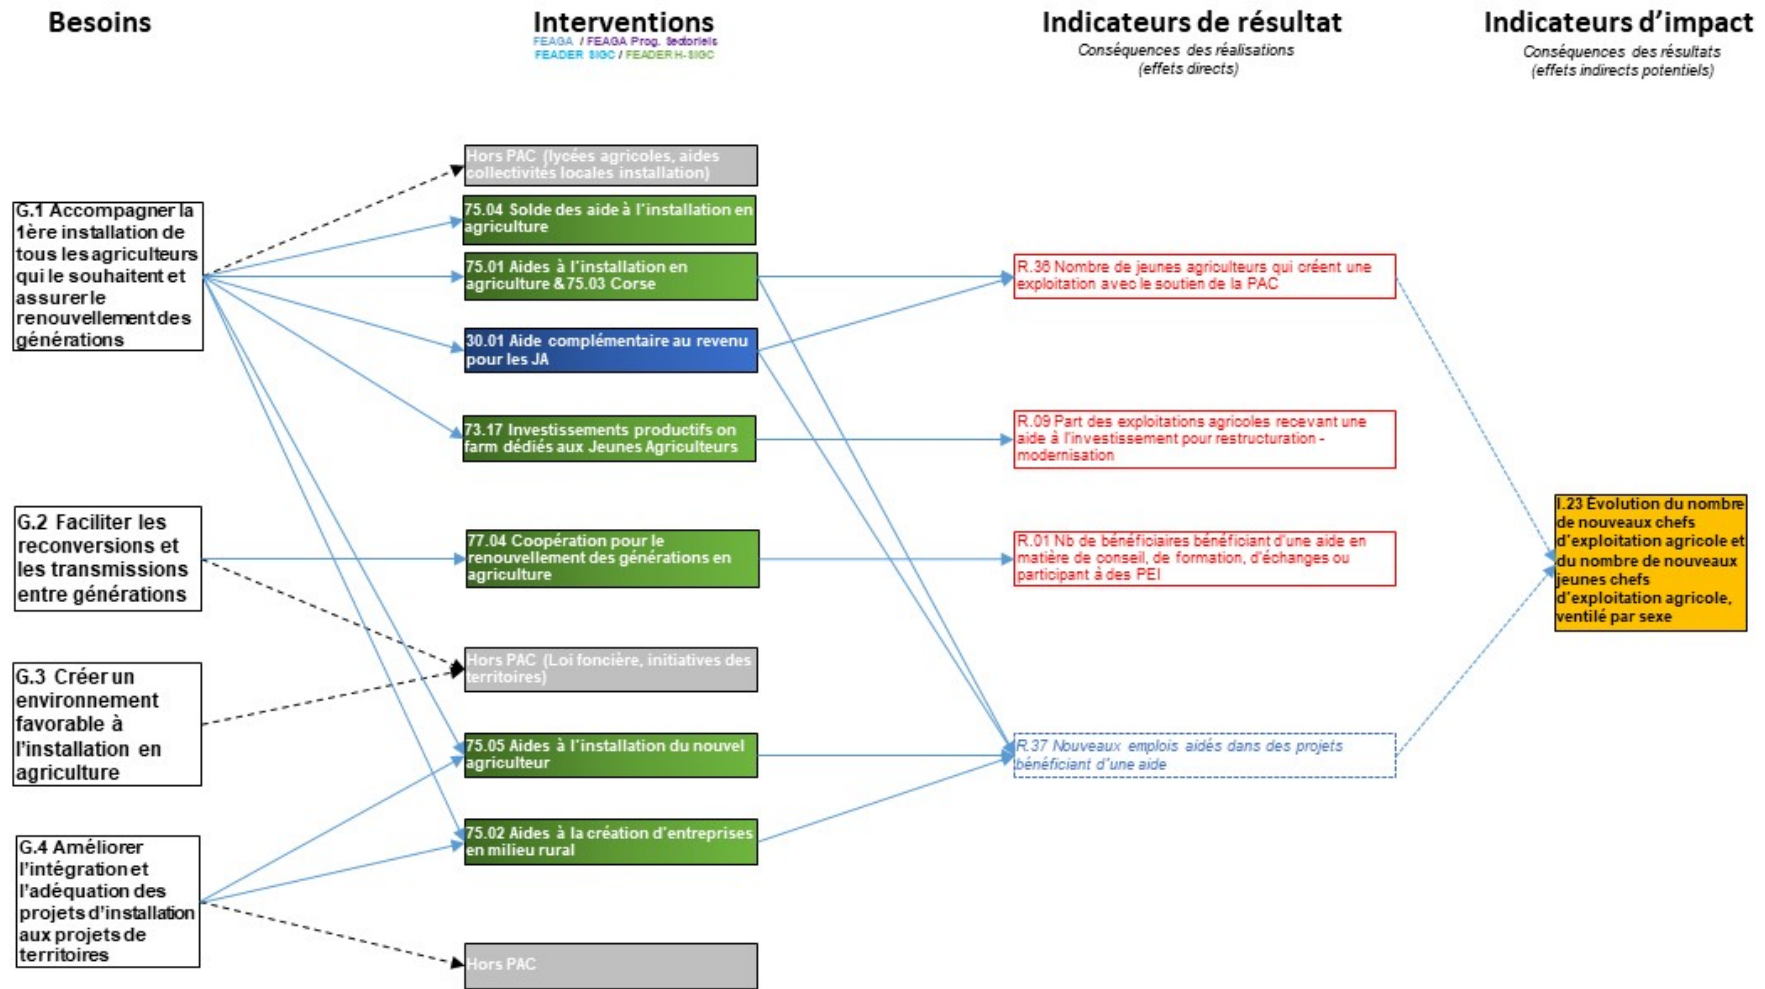 Besoins
Interventions
FEAGA / FEAGA Prog. Sectoriels
FEADER SIGC / FEADER H-SIGC
Indicateurs de résultat
Conséquences des réalisations
(effets directs)
Indicateurs d'impact
Conséquences des résultats
(effets indirects potentiels)
G.1 Accompagner la
1ère installation de
tous les agriculteurs
qui le souhaitent et
assurer le
renouvellement des
générations
G.2 Faciliter les
reconversions et
les transmissions
entre générations
G.3 Créer un
environnement
favorable à
l'installation en
agriculture
G.4 Améliorer
l'intégration et
l'adéquation des
projets d'installation
aux projets de
territoires
Hors PAC (lycées agricoles, aides
collectivités locales installation)
75.04 Solde des aide à l'installation en
agriculture
75.01 Aides à l'installation en
agriculture &75.03 Corse
30.01 Aide complémentaire au revenu
pour les JA
73.17 Investissements productifs on
farm dédiés aux Jeunes Agriculteurs
77.04 Coopération pour le
renouvellement des générations en
agriculture
Hors PAC (Loi foncière, initiatives des
territoires)
75.05 Aides à l'installation du nouvel
agriculteur
75.02 Aides à la création d'entreprises
en milieu rural
Hors PAC
R.36 Nombre de jeunes agriculteurs qui créent une
exploitation avec le soutien de la PAC
R.09 Part des exploitations agricoles recevant une
aide à l'investissement pour restructuration -
modernisation
R.01 Nb de bénéficiaires bénéficiant d'une aide en
matière de conseil, de formation, d'échanges ou
participant à des PEI
R.37 Nouveaux emplois aidés dans des projets
bénéficiant d'une aide
I.23 Évolution du nombre
de nouveaux chefs
d'exploitation agricole et
du nombre de nouveaux
jeunes chefs
d'exploitation agricole,
ventilé par sexe